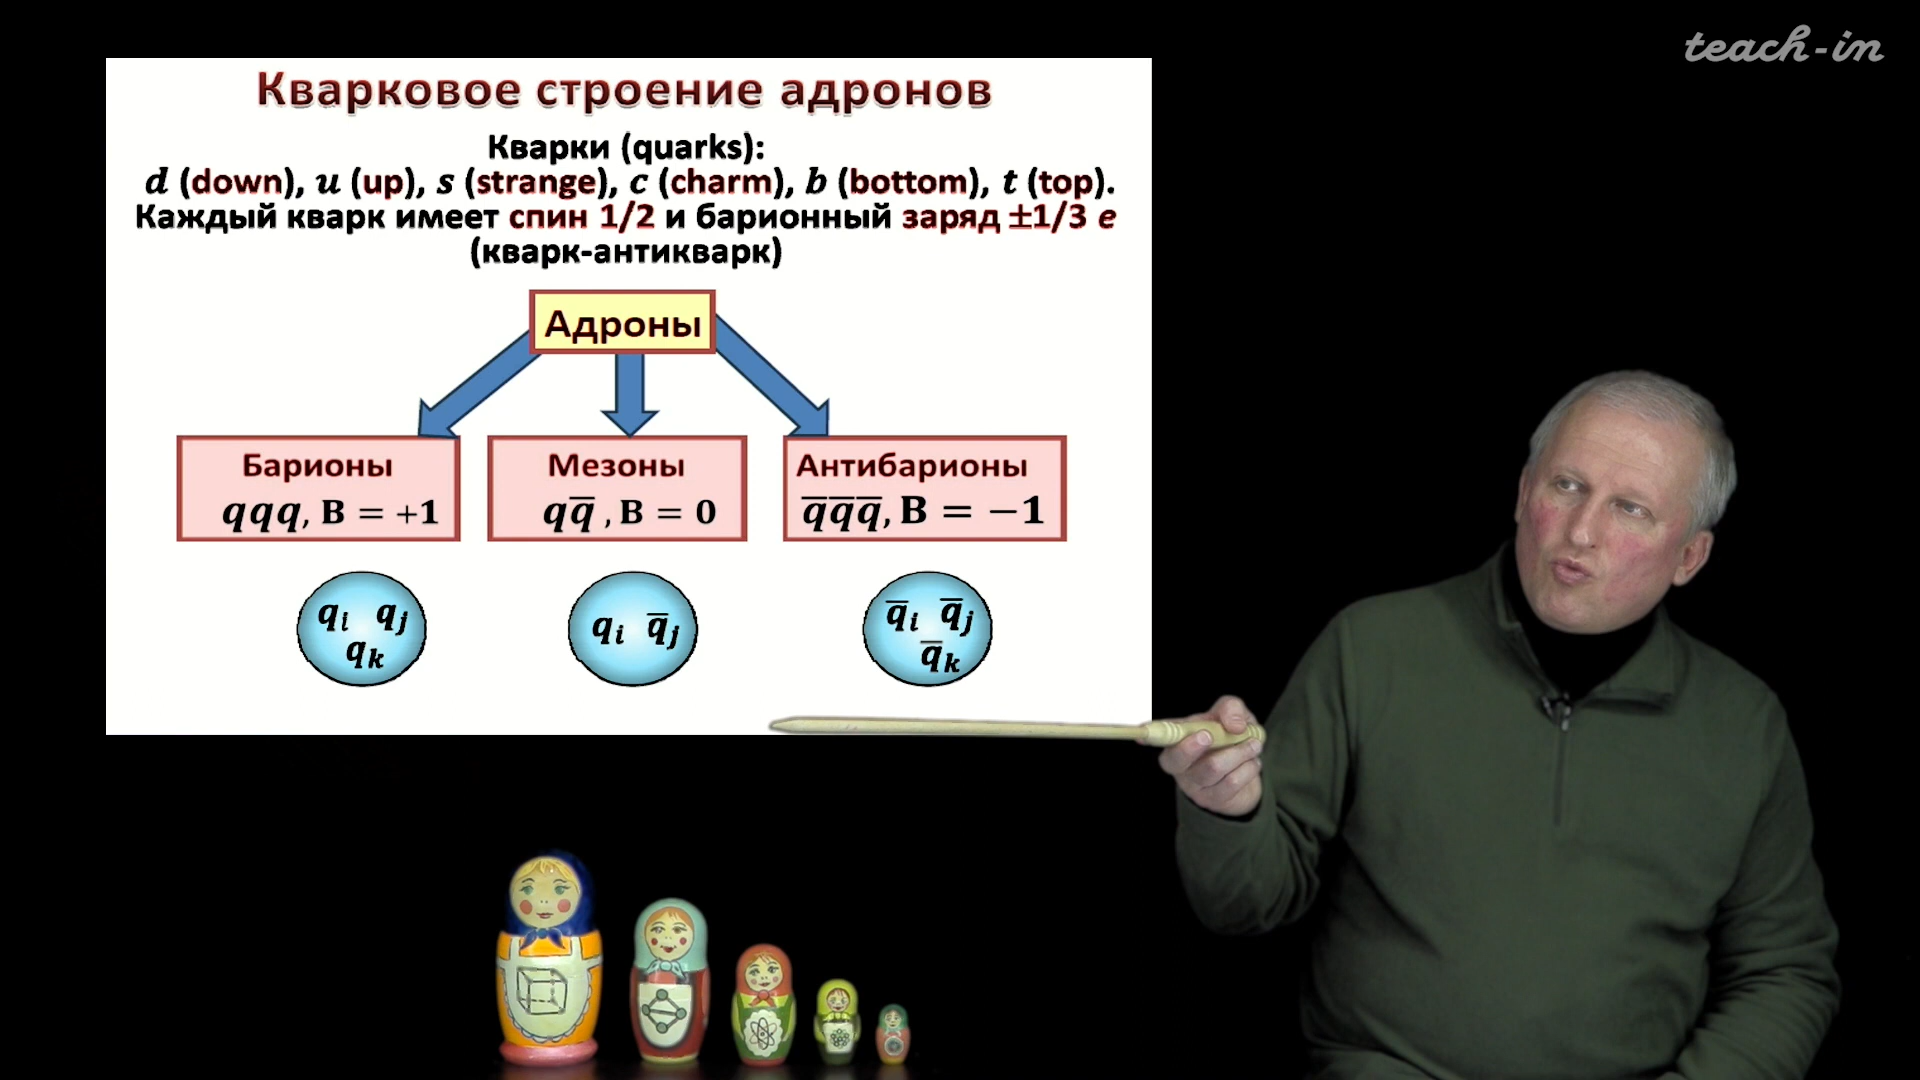 teach-in
Кварковое строение адронов
Кварки (quarks):
d (down), u (up), s (strange), c (charm), b (bottom), t (top).
Каждый кварк имеет спин 1/2 и барионный заряд ±1/3 e
(кварк-антикварк)
Адроны
Барионы
qqq, B = +1
Мезоны
qq̅ , B = 0
Антибарионы
q̅q̅q̅, B = −1
qᵢ qⱼ
qₖ
qᵢ q̅ⱼ
q̅ᵢ q̅ⱼ
q̅ₖ